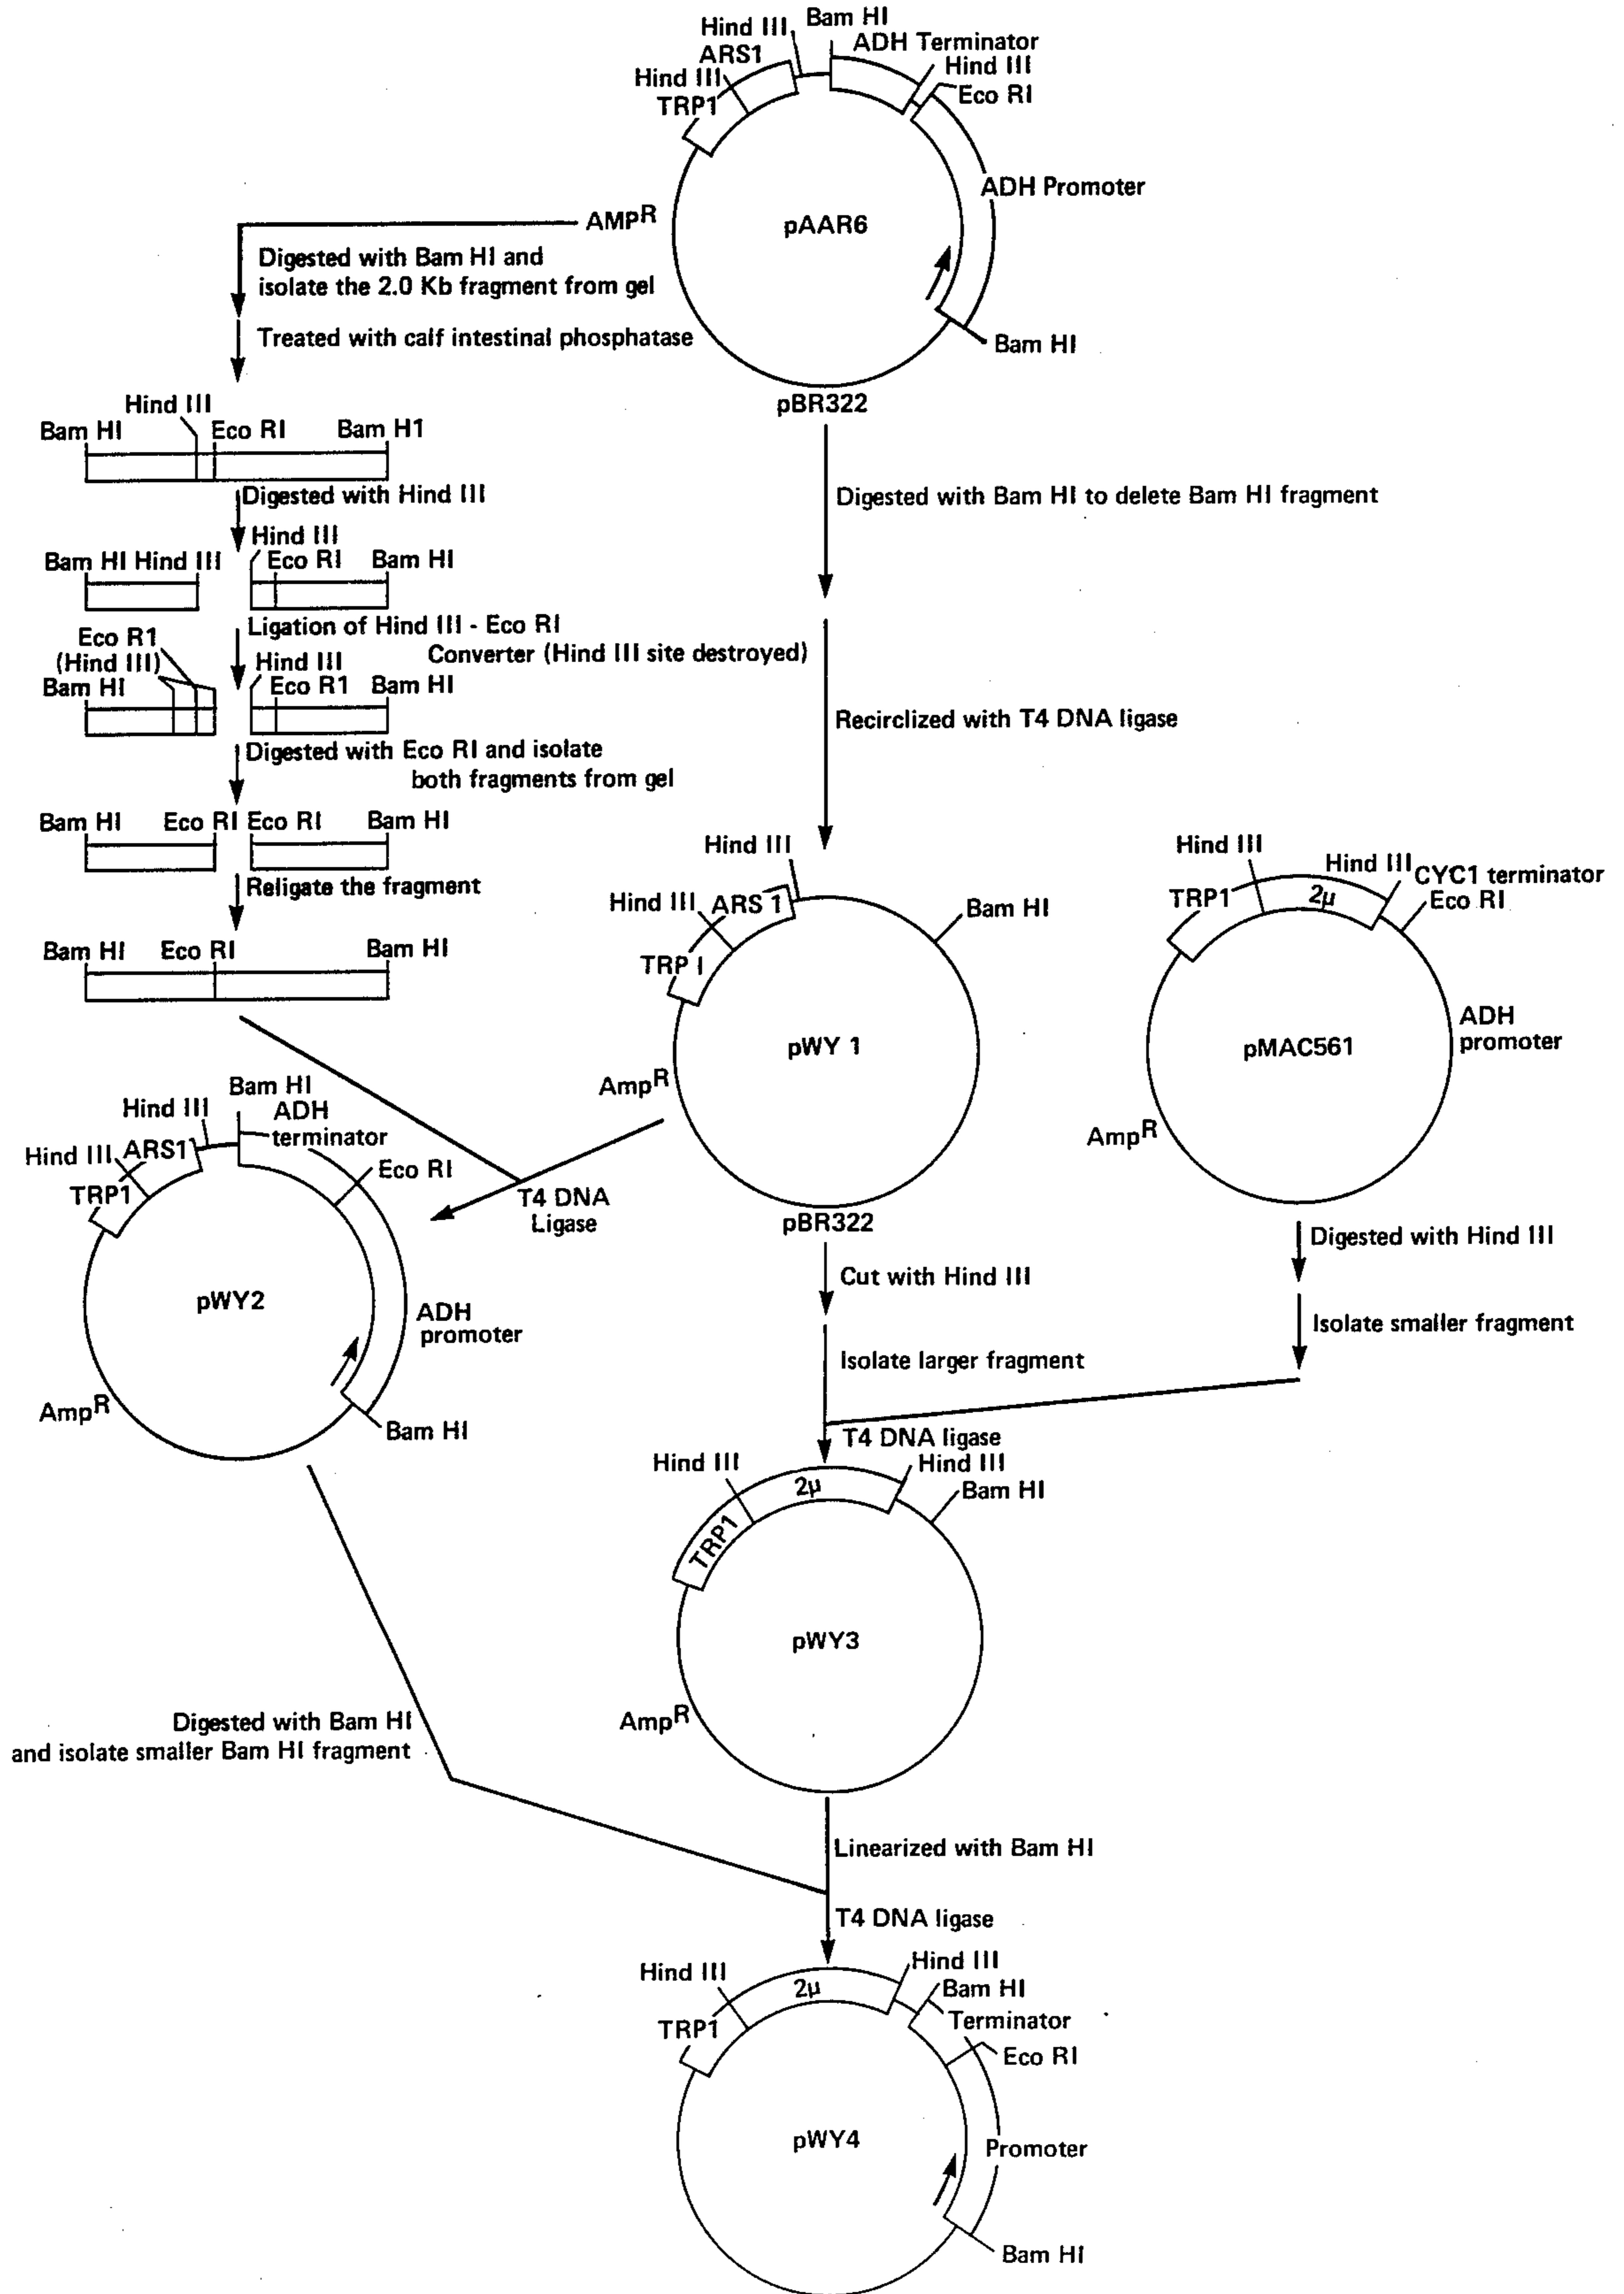 Hind III
Bam HI
ARS1
ADH Terminator
Hind III
Hind III
TRP1
Eco RI
ADH Promoter
pAAR6
AMPR
Digested with Bam HI and
isolate the 2.0 Kb fragment from gel
Treated with calf intestinal phosphatase
Bam HI
pBR322
Hind III
Bam HI
Eco RI
Bam H1
Digested with Hind III
Digested with Bam HI to delete Bam HI fragment
Hind III
Bam HI Hind III
Eco RI
Bam HI
Ligation of Hind III - Eco RI
Converter (Hind III site destroyed)
Eco R1
(Hind III)
Bam HI
Hind III
Eco R1
Bam HI
Recirclized with T4 DNA ligase
Digested with Eco RI and isolate
both fragments from gel
Bam HI
Eco RI
Eco RI
Bam HI
Religate the fragment
Bam HI
Eco RI
Bam HI
Hind III
Hind III
ARS 1
Bam HI
TRP I
pWY 1
AmpR
pBR322
Hind III
Hind III
CYC1 terminator
TRP1
2μ
Eco RI
ADH
promoter
pMAC561
AmpR
Bam HI
Hind III
ADH
terminator
Hind III
ARS1
Eco RI
TRP1
T4 DNA
Ligase
pWY2
ADH
promoter
AmpR
Bam HI
Cut with Hind III
Isolate larger fragment
Digested with Hind III
Isolate smaller fragment
T4 DNA ligase
Hind III
Hind III
2μ
Bam HI
TRP1
pWY3
AmpR
Digested with Bam HI
and isolate smaller Bam HI fragment
Linearized with Bam HI
T4 DNA ligase
Hind III
Hind III
2μ
Bam HI
Terminator
TRP1
Eco RI
pWY4
Promoter
Bam HI